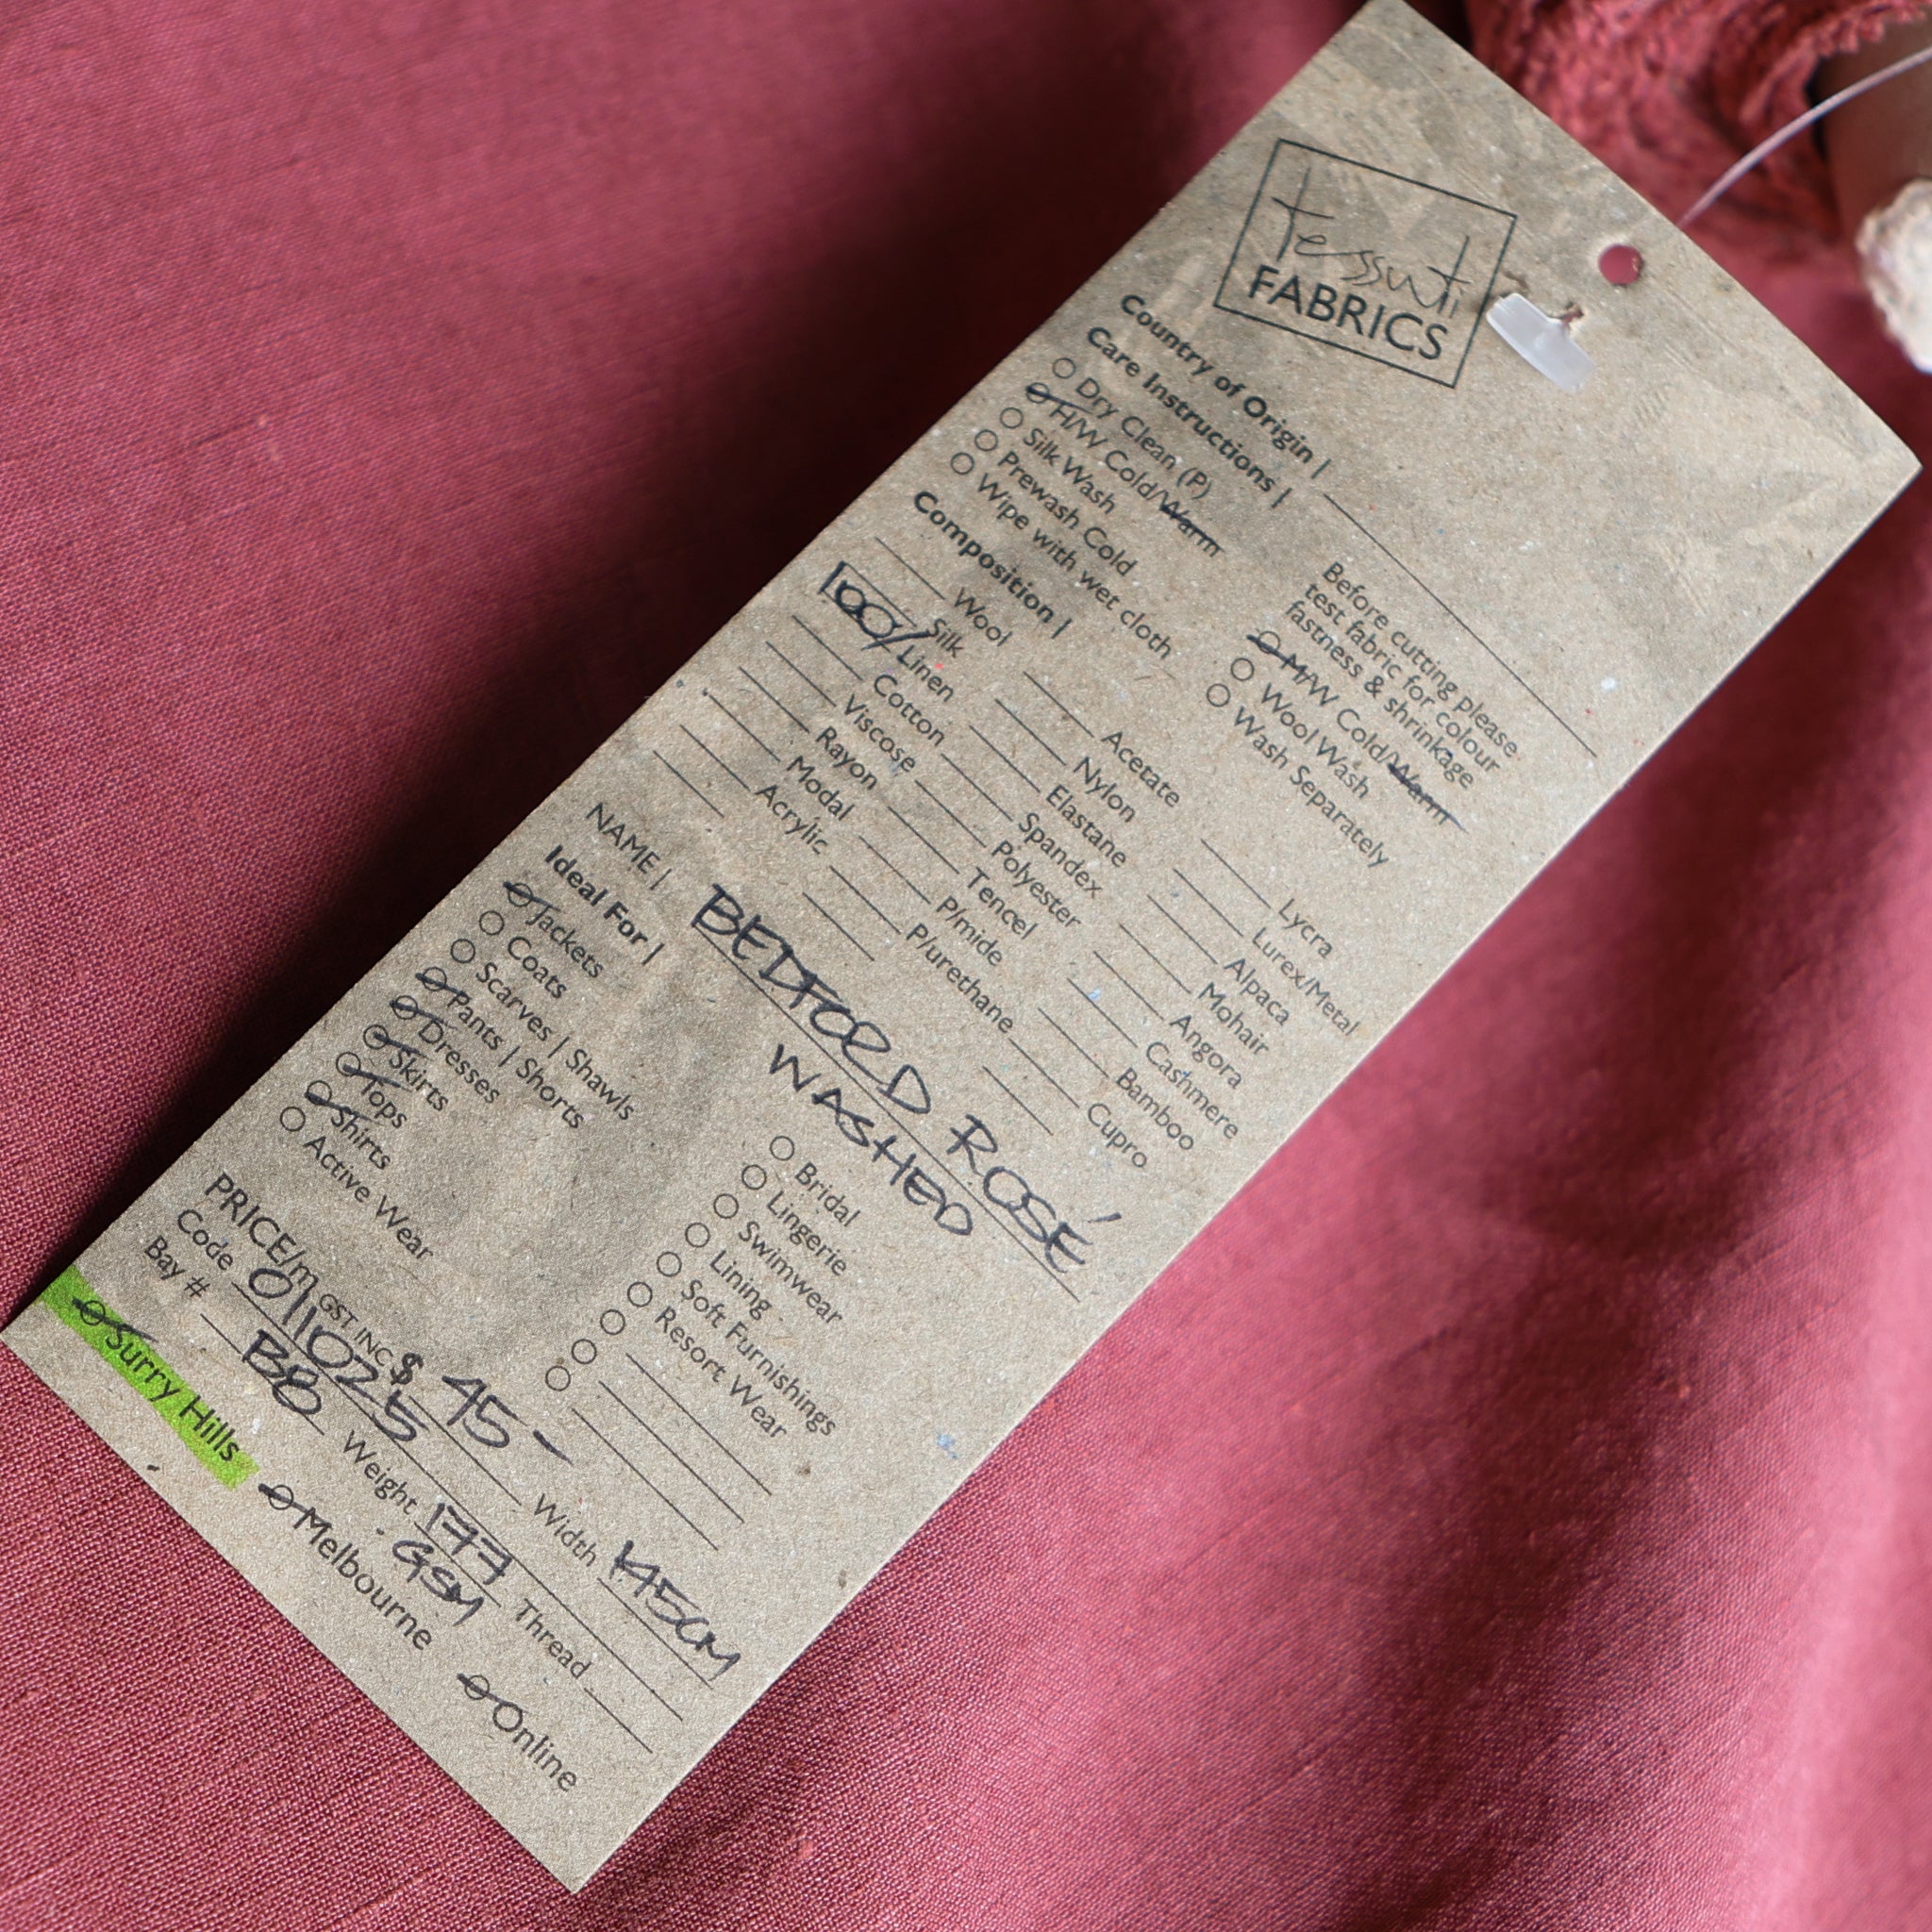 tessuti
FABRICS
Country of Origin |
Care Instructions |
Before cutting please
test fabric for colour
fastness & shrinkage
Dry Clean (P)
H/W Cold/Warm
M/W Cold/Warm
Silk Wash
Wool Wash
Prewash Cold
Wash Separately
Wipe with wet cloth
Composition |
Wool
Acetate
Lycra
Silk
Nylon
Lurex/Metal
100/ Linen
Elastane
Alpaca
Cotton
Spandex
Mohair
Viscose
Polyester
Angora
Rayon
Tencel
Cashmere
Modal
P/mide
Bamboo
Acrylic
P/urethane
Cupro
NAME | BEDFORD ROSÉ
WASHED
Ideal For |
Jackets
Bridal
Coats
Lingerie
Scarves | Shawls
Swimwear
Pants | Shorts
Lining
Dresses
Soft Furnishings
Skirts
Resort Wear
Tops
Shirts
Active Wear
PRICE/m GST INC $ 45 -
Code 0111025 Width 145CM
Bay # B8 Weight 177 GSM Thread
Surry Hills Melbourne Online